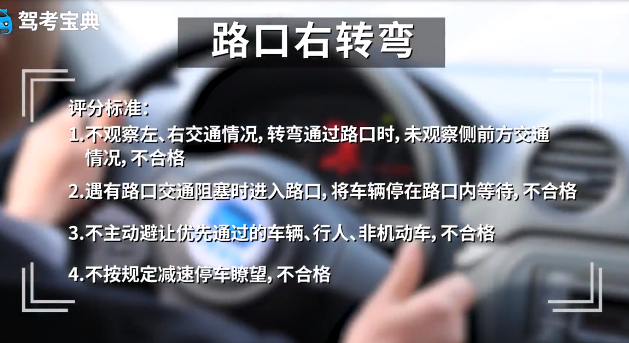 驾考宝典
路口右转弯
评分标准：
1.不观察左、右交通情况，转弯通过路口时，未观察侧前方交通
情况，不合格
2.遇有路口交通阻塞时进入路口，将车辆停在路口内等待，不合格
3.不主动避让优先通过的车辆、行人、非机动车，不合格
4.不按规定减速停车瞭望，不合格